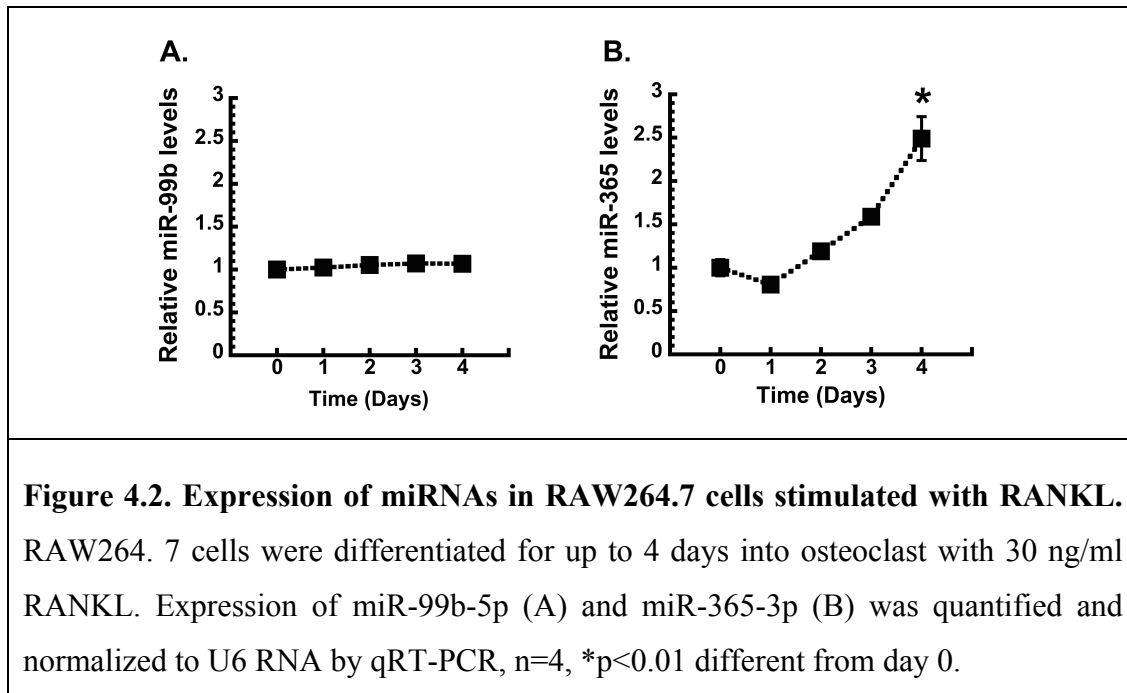 A.
Relative miR-99b levels
3
2.5
2
1.5
1
0.5
0
0 1 2 3 4
Time (Days)
B.
Relative miR-365 levels
3
2.5
2
1.5
1
0.5
0
*
0 1 2 3 4
Time (Days)
Figure 4.2. Expression of miRNAs in RAW264.7 cells stimulated with RANKL.
RAW264. 7 cells were differentiated for up to 4 days into osteoclast with 30 ng/ml
RANKL. Expression of miR-99b-5p (A) and miR-365-3p (B) was quantified and
normalized to U6 RNA by qRT-PCR, n=4, *p<0.01 different from day 0.